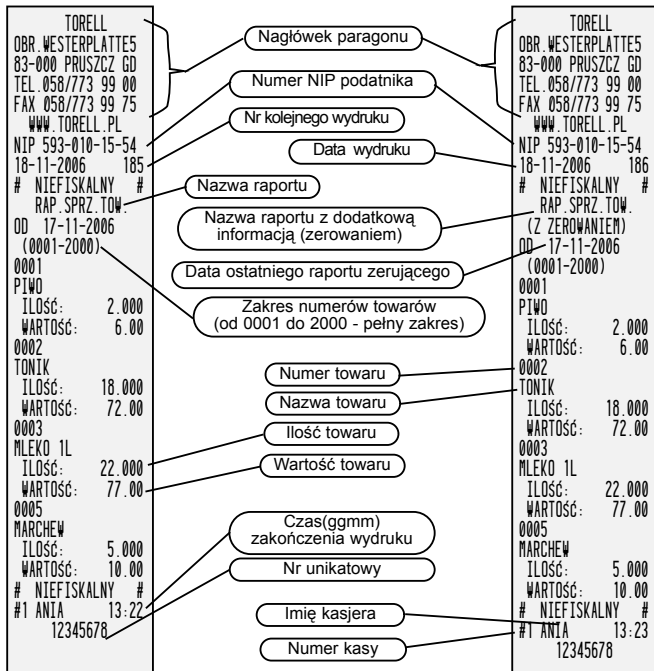 TORELL
OBR.WESTERPLATTE5
83-000 PRUSZCZ GD
TEL.058/773 99 00
FAX 058/773 99 75
WWW.TORELL.PL
NIP 593-010-15-54
18-11-2006 185
# NIEFISKALNY #
RAP.SPRZ.TOW.
OD 17-11-2006
(0001-2000)
0001
PIWO
ILOŚĆ: 2.000
WARTOŚĆ: 6.00
0002
TONIK
ILOŚĆ: 18.000
WARTOŚĆ: 72.00
0003
MLEKO 1L
ILOŚĆ: 22.000
WARTOŚĆ: 77.00
0005
MARCHEW
ILOŚĆ: 5.000
WARTOŚĆ: 10.00
# NIEFISKALNY #
#1 ANIA 13:22
12345678
Nagłówek paragonu
Numer NIP podatnika
Nr kolejnego wydruku
Data wydruku
Nazwa raportu
Nazwa raportu z dodatkową
informacją (zerowaniem)
Data ostatniego raportu zerującego
Zakres numerów towarów
(od 0001 do 2000 - pełny zakres)
Numer towaru
Nazwa towaru
Ilość towaru
Wartość towaru
Czas(ggmm)
zakończenia wydruku
Nr unikatowy
Imię kasjera
Numer kasy
TORELL
OBR.WESTERPLATTE5
83-000 PRUSZCZ GD
TEL.058/773 99 00
FAX 058/773 99 75
WWW.TORELL.PL
NIP 593-010-15-54
18-11-2006 186
# NIEFISKALNY #
RAP.SPRZ.TOW.
(Z ZEROWANIEM)
OD 17-11-2006
(0001-2000)
0001
PIWO
ILOŚĆ: 2.000
WARTOŚĆ: 6.00
0002
TONIK
ILOŚĆ: 18.000
WARTOŚĆ: 72.00
0003
MLEKO 1L
ILOŚĆ: 22.000
WARTOŚĆ: 77.00
0005
MARCHEW
ILOŚĆ: 5.000
WARTOŚĆ: 10.00
# NIEFISKALNY #
#1 ANIA 13:23
12345678